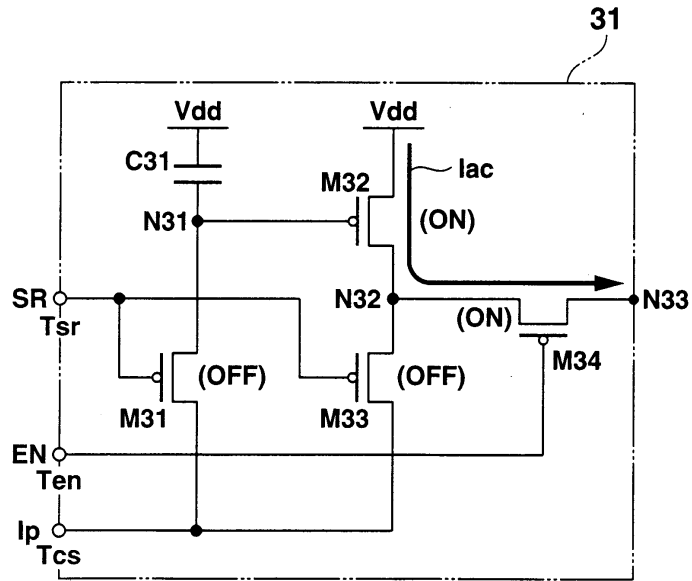 31
Vdd
Vdd
C31
Iac
M32
N31
(ON)
SR
N32
N33
Tsr
(ON)
(OFF)
(OFF)
M34
M31
M33
EN
Ten
Ip
Tcs